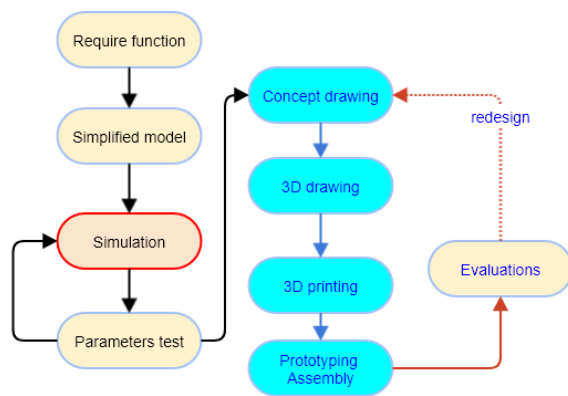 Require function
Simplified model
Simulation
Parameters test
Concept drawing
3D drawing
3D printing
Prototyping
Assembly
Evaluations
redesign